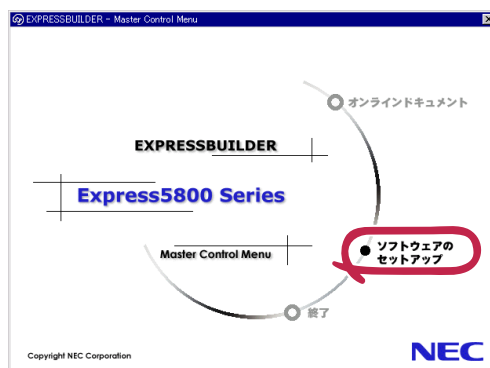 EXPRESSBUILDER - Master Control Menu
オンラインドキュメント
EXPRESSBUILDER
Express5800 Series
Master Control Menu
ソフトウェアの
セットアップ
終了
Copyright NEC Corporation
NEC